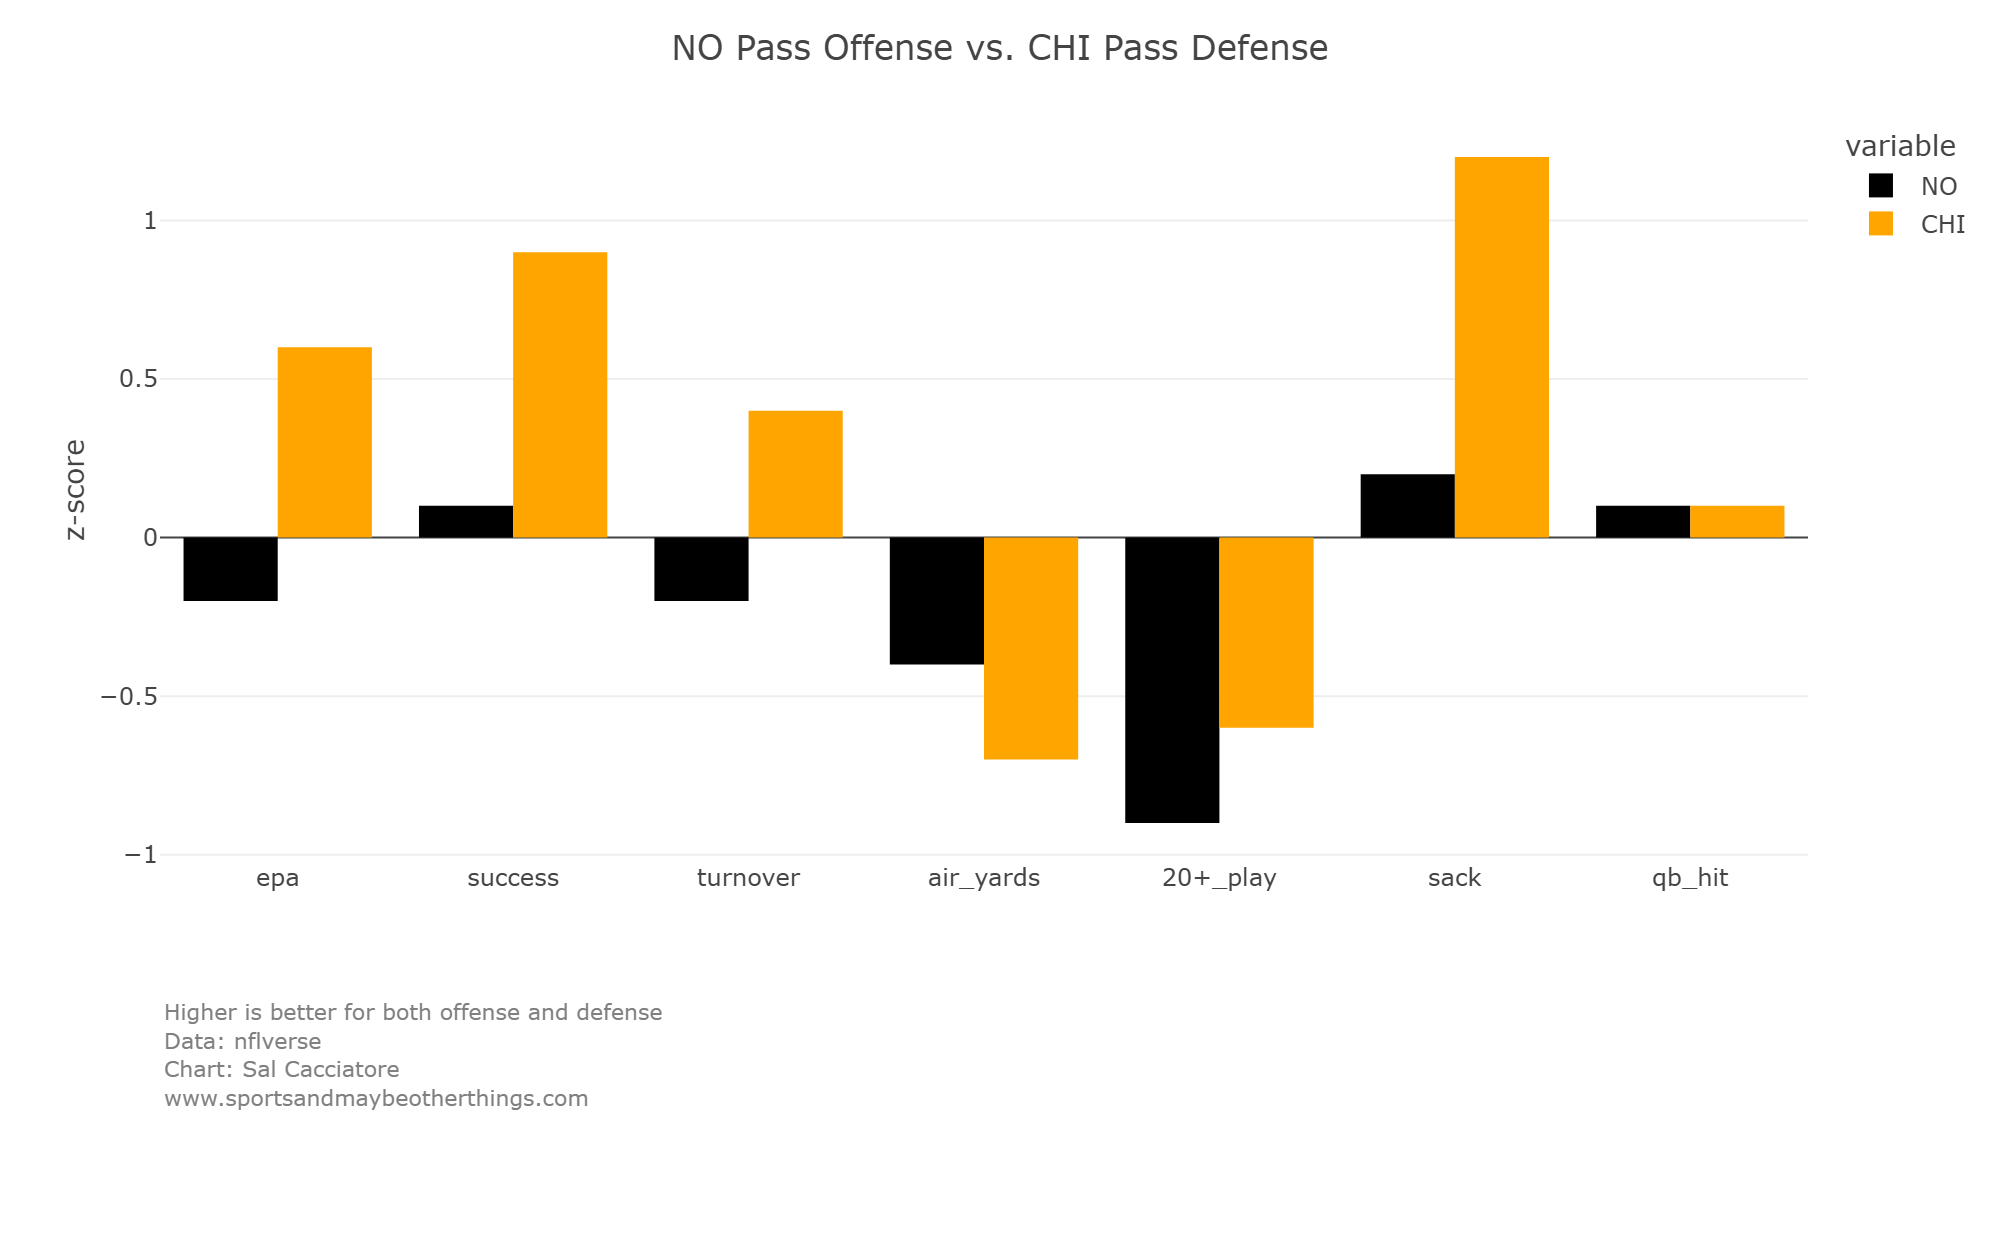 NO Pass Offense vs. CHI Pass Defense
variable
NO
CHI
z-score
1
0.5
0
−0.5
−1
epa
success
turnover
air_yards
20+_play
sack
qb_hit
Higher is better for both offense and defense
Data: nflverse
Chart: Sal Cacciatore
www.sportsandmaybeotherthings.com